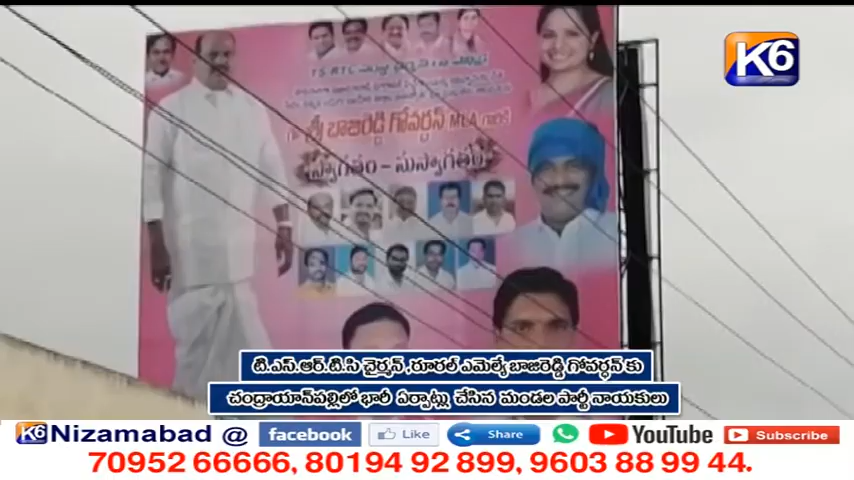 K6
TS RTC
శ్రీ బాజిరెడ్డి గోవర్ధన్ MLA గారికి
స్వాగతం - సుస్వాగతం
టి.ఎస్.ఆర్.టి.సి చైర్మన్, రూరల్ ఎమెల్యే బాజిరెడ్డి గోవర్ధన్ కు
చంద్రాయాన్‌పల్లిలో భారీ ఏర్పాట్లు చేసిన మండల పార్టీ నాయకులు
K6 Nizamabad @ facebook Like Share YouTube Subscribe
70952 66666, 80194 92 899, 9603 88 99 44.